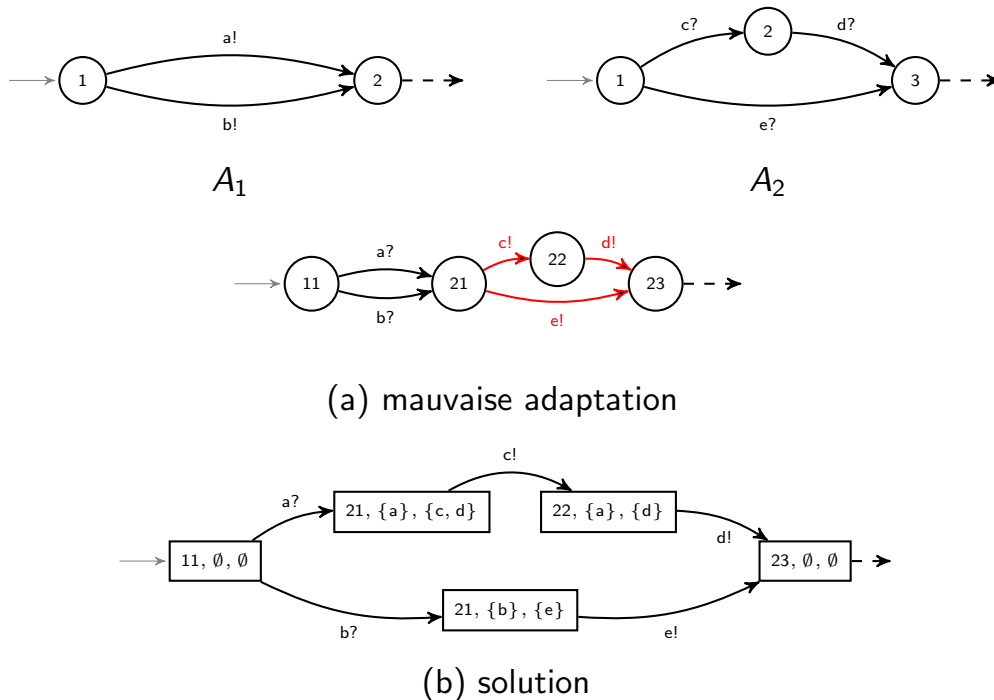 a! c? 2 d?
1 2 1 3
b! e?
A1 A2
c! 22 d!
a?
11 21 23
b? e!
(a) mauvaise adaptation
c!
a? 21, {a}, {c, d} 22, {a}, {d}
d!
11, ∅, ∅ 23, ∅, ∅
21, {b}, {e}
b? e!
(b) solution